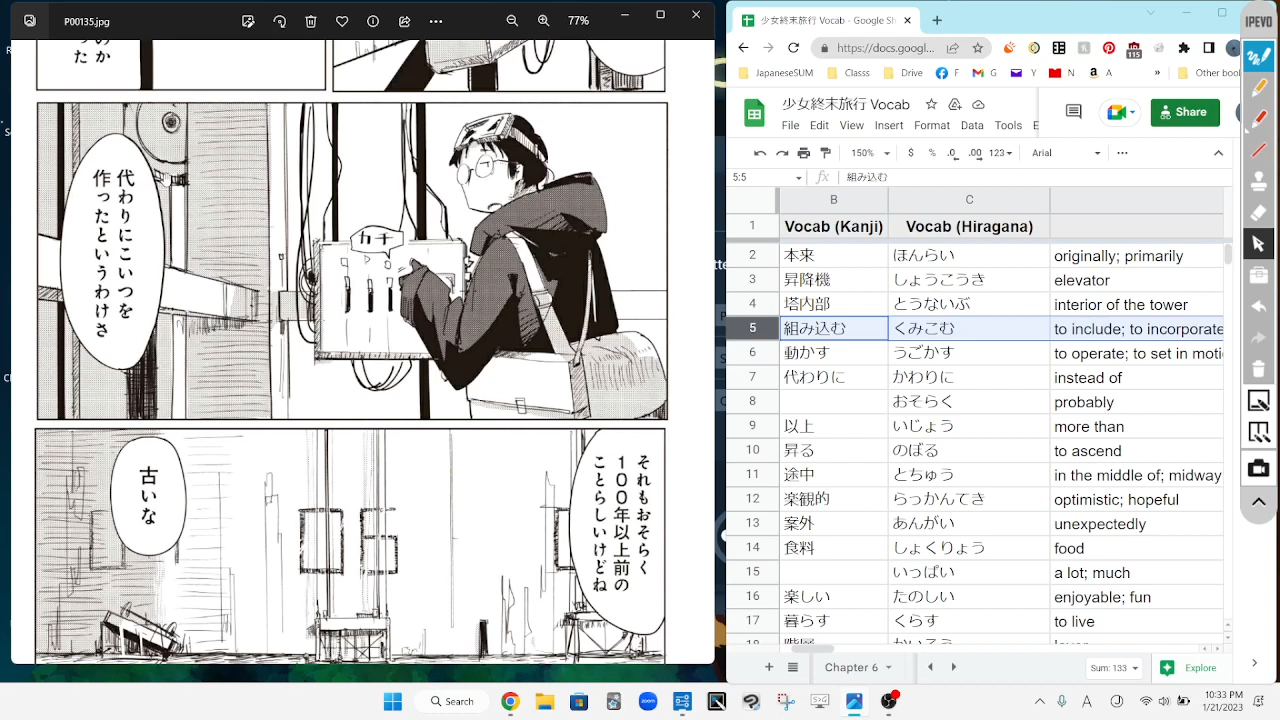 P00135.jpg
77%
のか
った
代わりにこいつを
作ったというわけさ
カチ
それもおそらく
100年以上前の
ことらしいけどね
古いな
少女終末旅行 Vocab - Google Sh
https://docs.googl...
115
JapaneseSUM
Classs
Drive
F
M
Y
N
A
Other book
少女終末旅行 Vocab
File Edit View Insert Format Data Tools E
Share
150%
$ % .0 .00 123
Arial
5:5
fx 組み込む
B C
1 Vocab (Kanji) Vocab (Hiragana)
2 本来 ほんらい originally; primarily
3 昇降機 しょうこうき elevator
4 塔内部 とうないぶ interior of the tower
5 組み込む くみこむ to include; to incorporate
6 動かす うごかす to operate; to set in moti
7 代わりに かわりに instead of
8 おそらく probably
9 以上 いじょう more than
10 昇る のばる to ascend
11 途中 とちゅう in the middle of; midway
12 楽観的 らっかんてき optimistic; hopeful
13 案外 あんがい unexpectedly
14 食料 しょくりょう food
15 いっぱい a lot; much
16 楽しい たのしい enjoyable; fun
17 暮らす くらす to live
Chapter 6
Sum: 133
Explore
IPEVO
Search
zoom
A
10:33 PM
10/1/2023